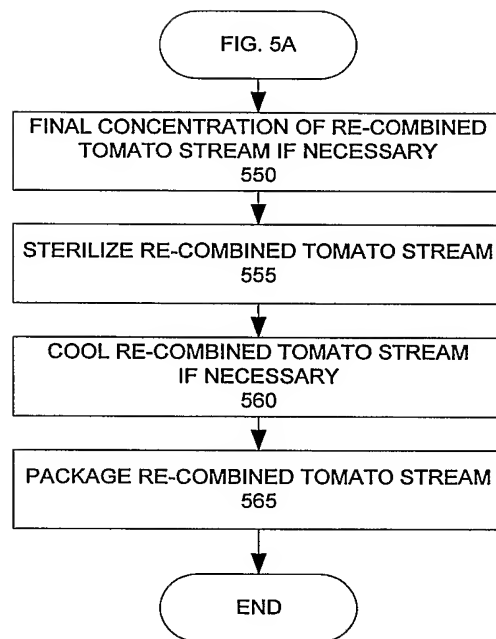 FIG. 5A
FINAL CONCENTRATION OF RE-COMBINED
TOMATO STREAM IF NECESSARY
550
STERILIZE RE-COMBINED TOMATO STREAM
555
COOL RE-COMBINED TOMATO STREAM
IF NECESSARY
560
PACKAGE RE-COMBINED TOMATO STREAM
565
END